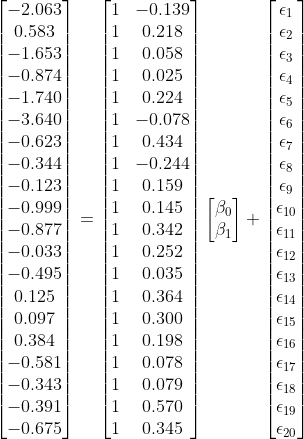 −2.063 1 −0.139 ϵ1
0.583 1 0.218 ϵ2
−1.653 1 0.058 ϵ3
−0.874 1 0.025 ϵ4
−1.740 1 0.224 ϵ5
−3.640 1 −0.078 ϵ6
−0.623 1 0.434 ϵ7
−0.344 1 −0.244 ϵ8
−0.123 1 0.159 ϵ9
−0.999 1 0.145 β0 ϵ10
−0.877 = 1 0.342 β1 + ϵ11
−0.033 1 0.252 ϵ12
−0.495 1 0.035 ϵ13
0.125 1 0.364 ϵ14
0.097 1 0.300 ϵ15
0.384 1 0.198 ϵ16
−0.581 1 0.078 ϵ17
−0.343 1 0.079 ϵ18
−0.391 1 0.570 ϵ19
−0.675 1 0.345 ϵ20